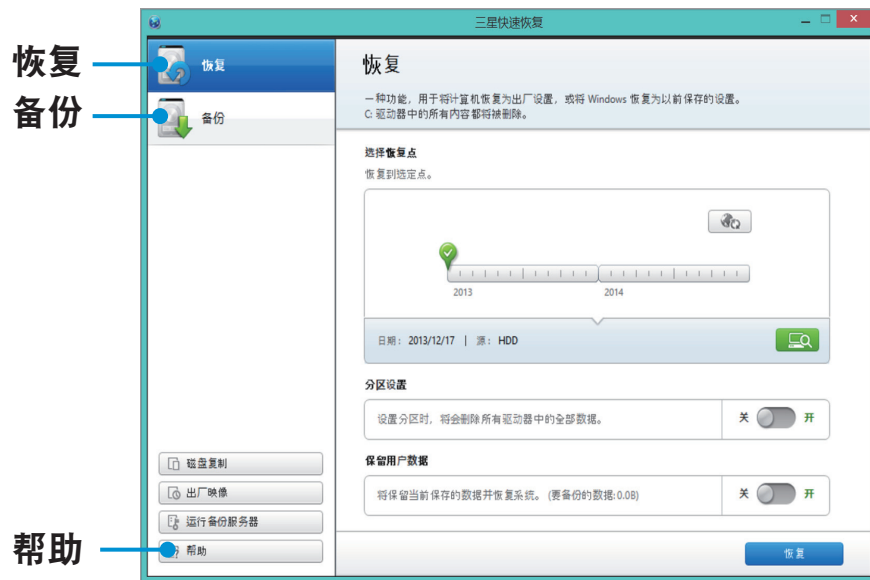 三星快速恢复
恢复
恢复
备份
备份
帮助
恢复
一种功能，用于将计算机恢复为出厂设置，或将 Windows 恢复为以前保存的设置。
C: 驱动器中的所有内容都将被删除。
选择恢复点
恢复到选定点。
2013 2014
日期: 2013/12/17 | 源: HDD
分区设置
设置分区时，将会删除所有驱动器中的全部数据。
关 开
保留用户数据
将保留当前保存的数据并恢复系统。 (要备份的数据:0.0B)
关 开
磁盘复制
出厂映像
运行备份服务器
帮助
恢复